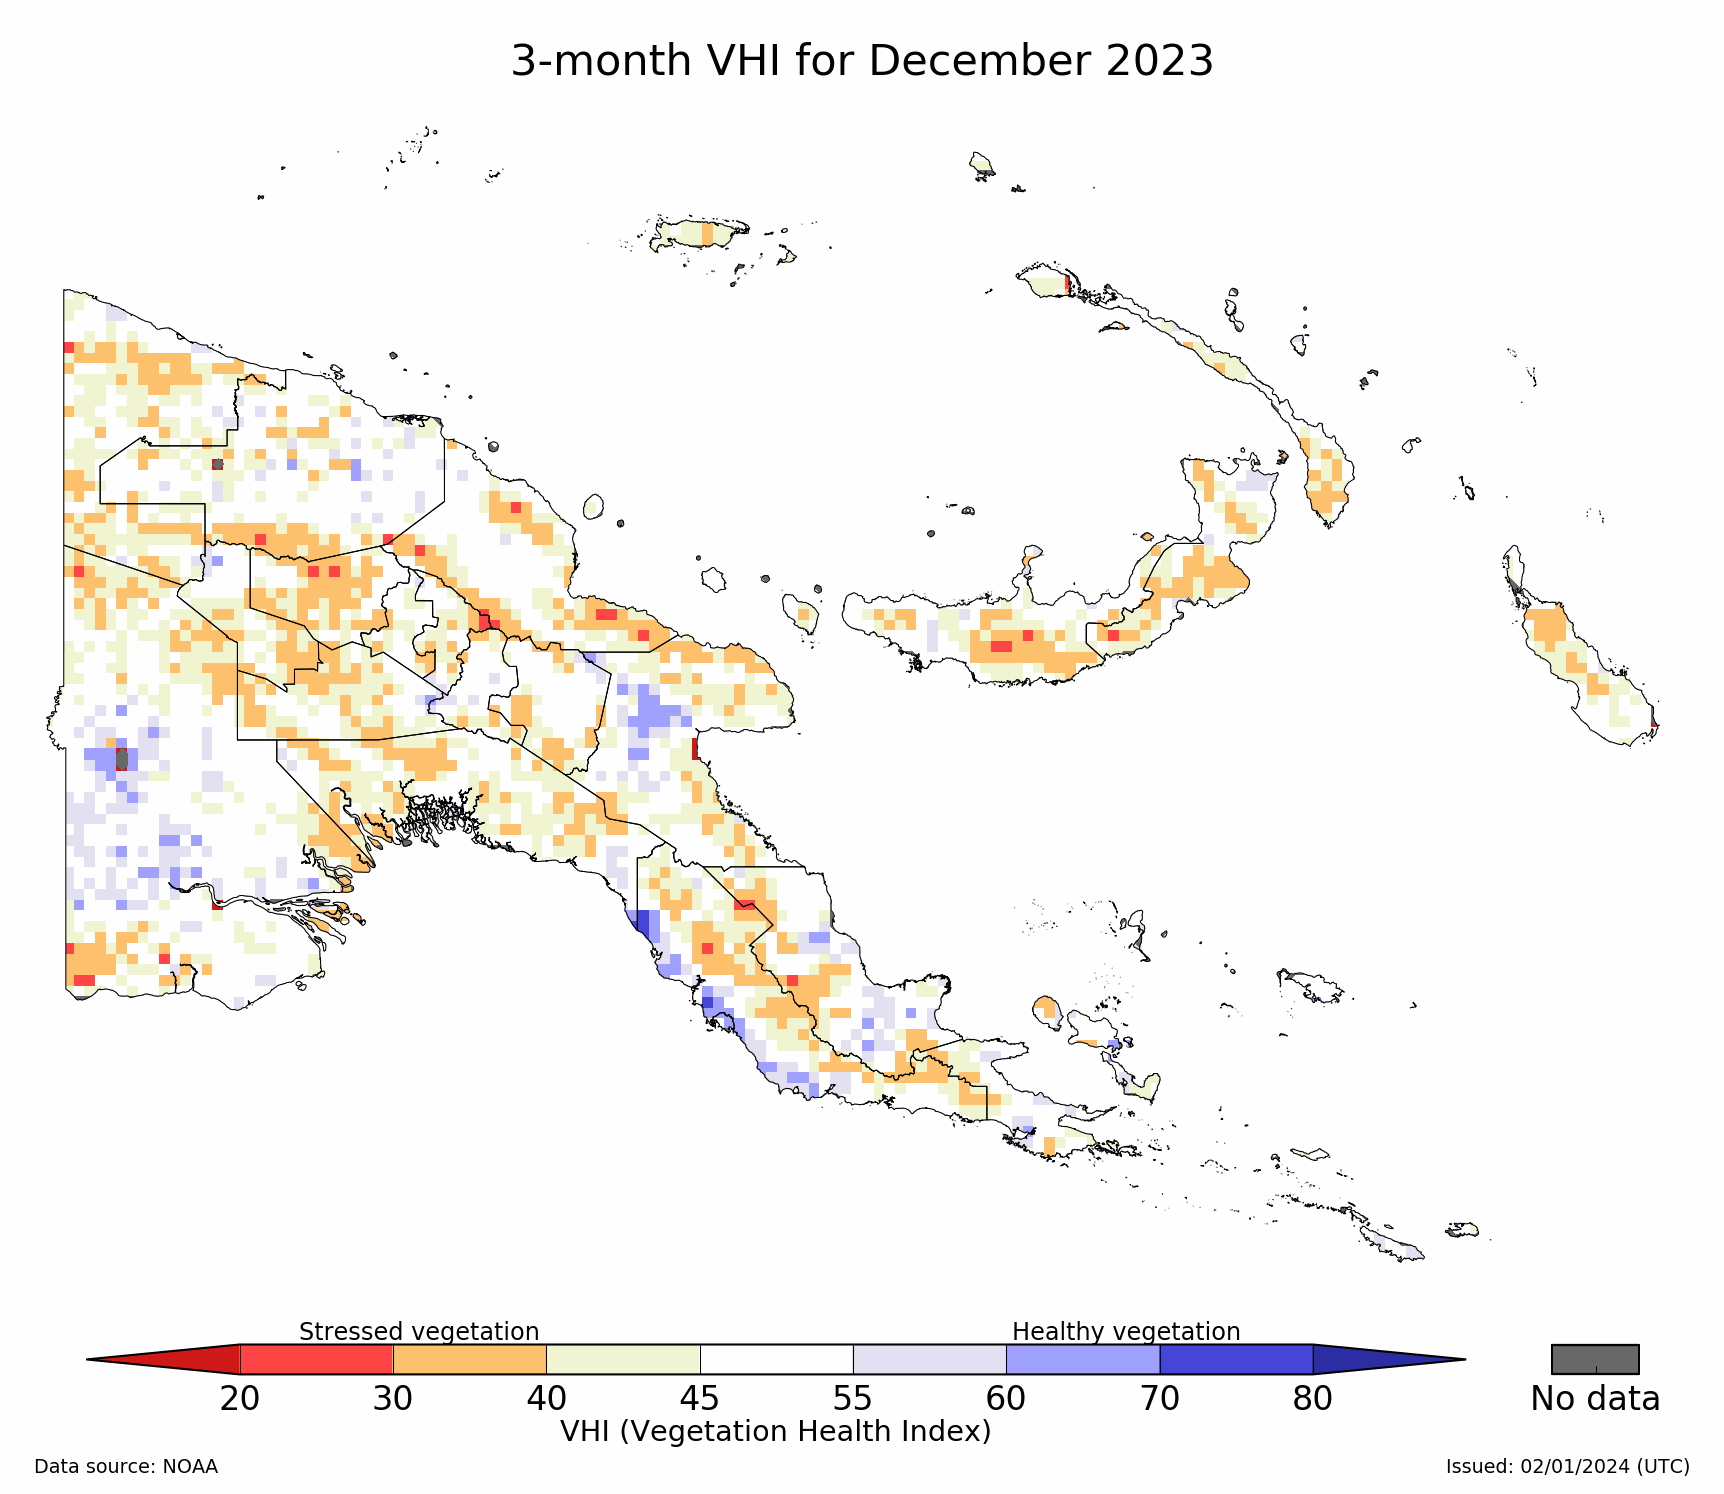 3-month VHI for December 2023
Stressed vegetation
Healthy vegetation
20 30 40 45 55 60 70 80
No data
VHI (Vegetation Health Index)
Data source: NOAA
Issued: 02/01/2024 (UTC)